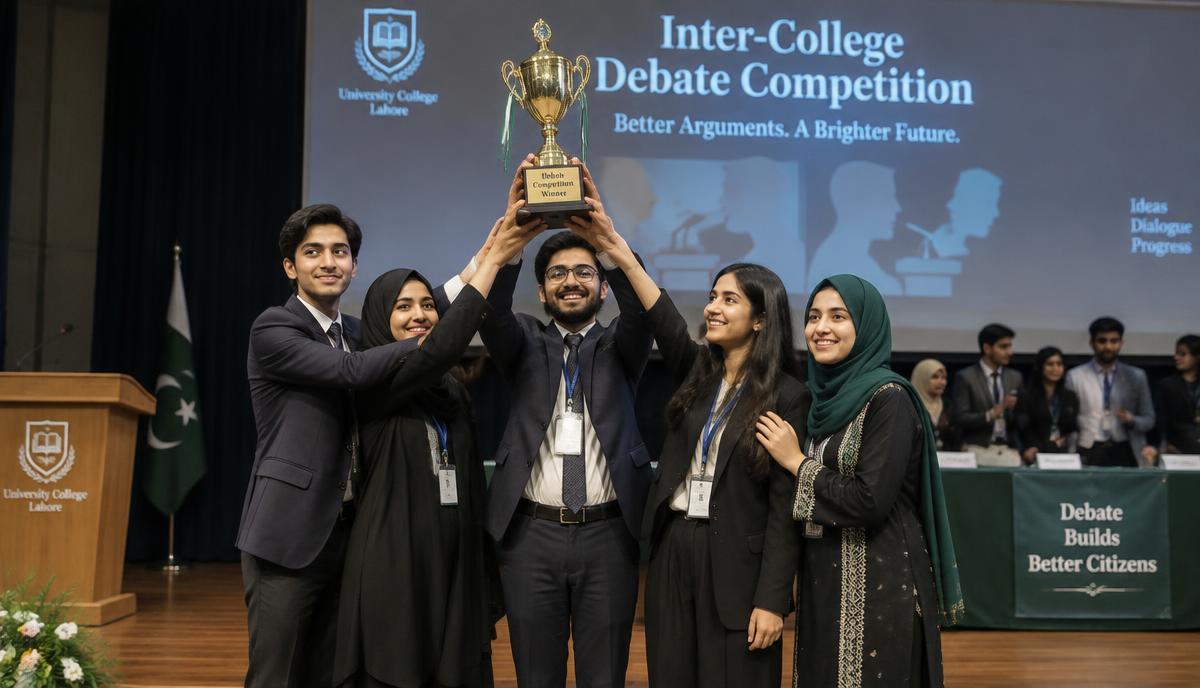 University College
Lahore
Inter-College
Debate Competition
Better Arguments. A Brighter Future.
Ideas
Dialogue
Progress
Competition
Winner
University College
Lahore
Debate
Builds
Better Citizens